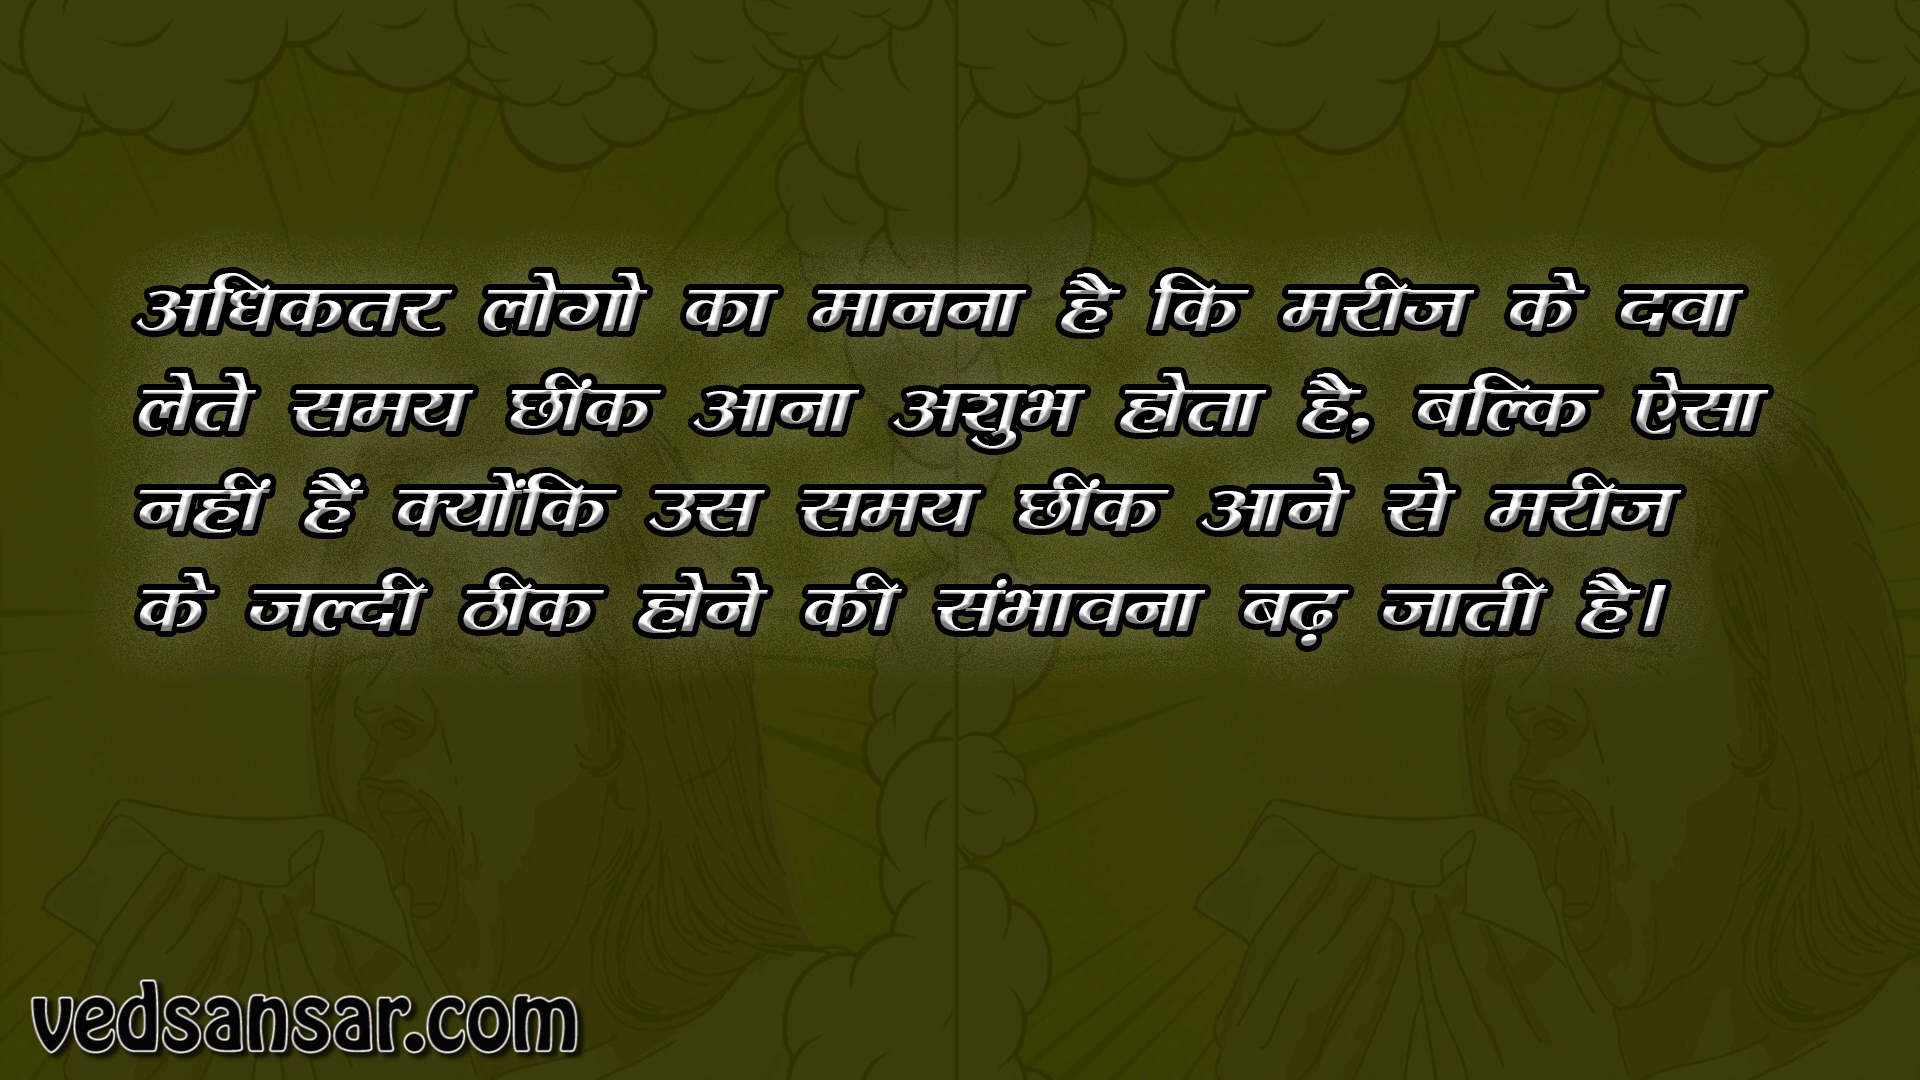 अधिकतर लोगो का मानना है कि मरीज के दवा
लेते समय छींक आना अशुभ होता है, बल्कि ऐसा
नहीं हैं क्योंकि उस समय छींक आने से मरीज
के जल्दी ठीक होने की संभावना बढ़ जाती है।
vedsansar.com